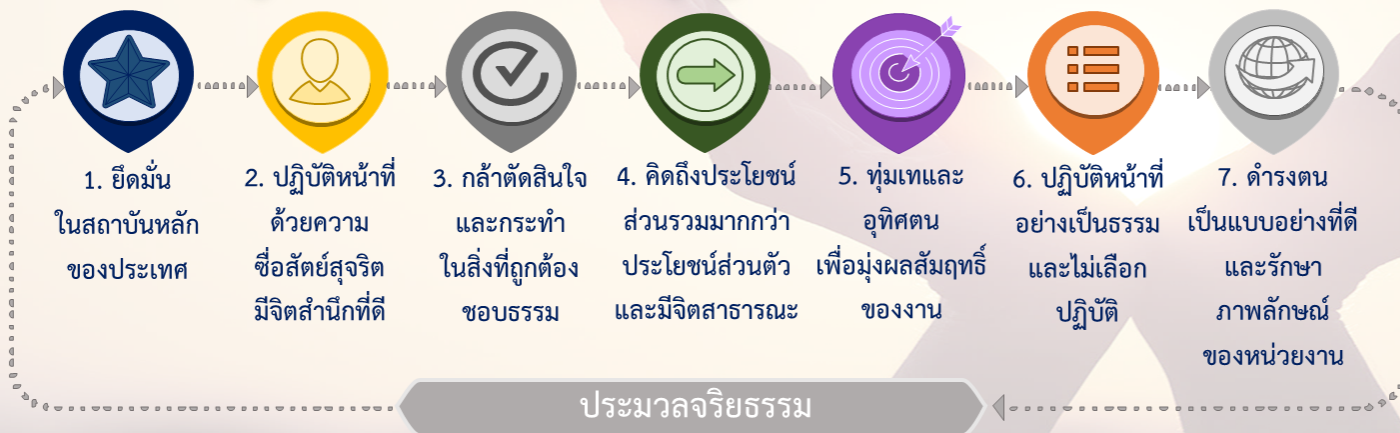 1. ยึดมั่น
ในสถาบันหลัก
ของประเทศ
2. ปฏิบัติหน้าที่
ด้วยความ
ซื่อสัตย์สุจริต
มีจิตสำนึกที่ดี
3. กล้าตัดสินใจ
และกระทำ
ในสิ่งที่ถูกต้อง
ชอบธรรม
4. คิดถึงประโยชน์
ส่วนรวมมากกว่า
ประโยชน์ส่วนตัว
และมีจิตสาธารณะ
5. ทุ่มเทและ
อุทิศตน
เพื่อมุ่งผลสัมฤทธิ์
ของงาน
6. ปฏิบัติหน้าที่
อย่างเป็นธรรม
และไม่เลือก
ปฏิบัติ
7. ดำรงตน
เป็นแบบอย่างที่ดี
และรักษา
ภาพลักษณ์
ของหน่วยงาน
ประมวลจริยธรรม